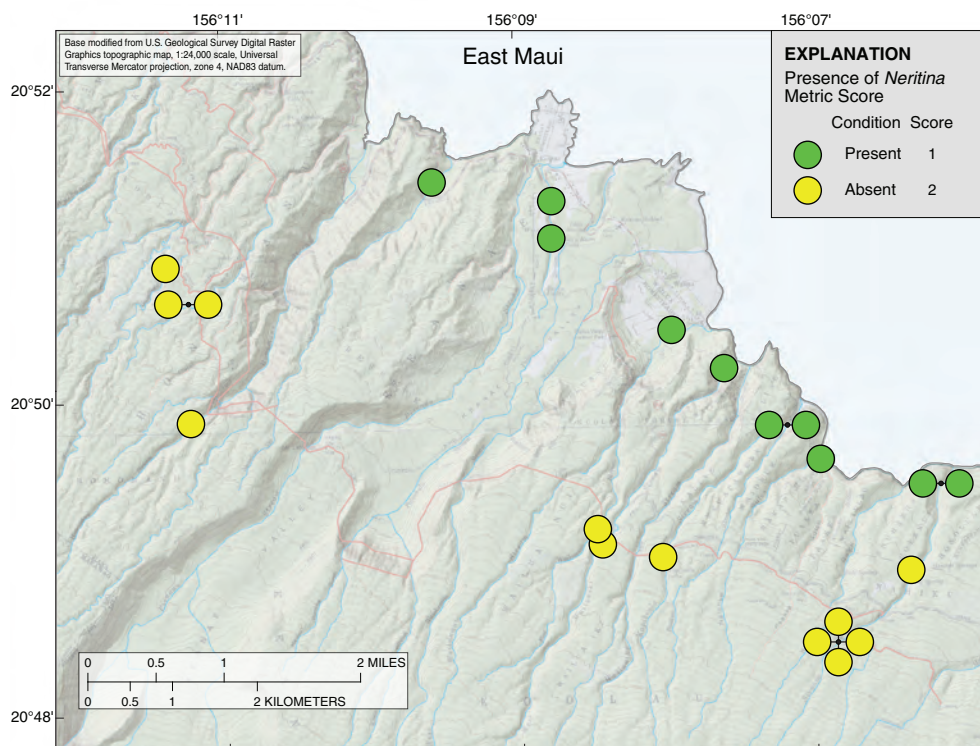 156°11' 156°09' 156°07'
Base modified from U.S. Geological Survey Digital Raster
Graphics topographic map, 1:24,000 scale, Universal
Transverse Mercator projection, zone 4, NAD83 datum.
East Maui
EXPLANATION
Presence of Neritina
Metric Score
Condition Score
Present 1
Absent 2
20°52'
20°50'
20°48'
0 0.5 1 2 MILES
0 0.5 1 2 KILOMETERS